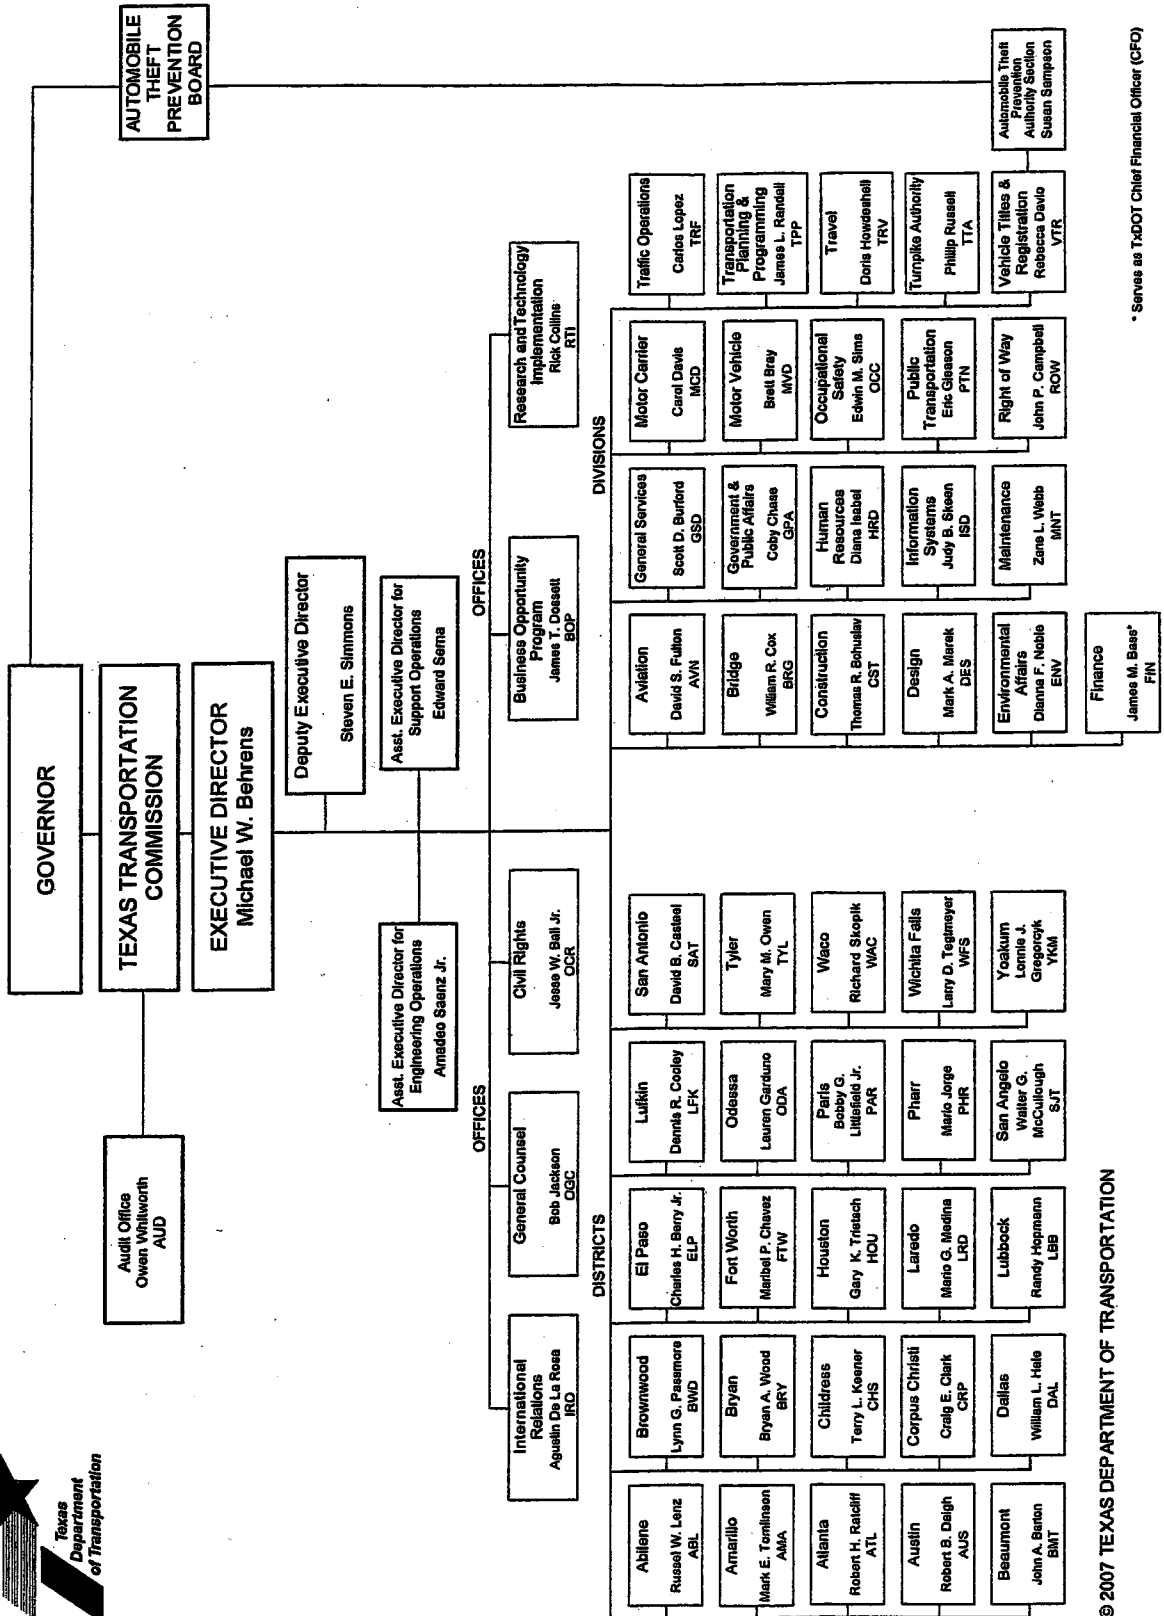 Texas
Department
of Transportation
GOVERNOR
AUTOMOBILE
THEFT
PREVENTION
BOARD
TEXAS TRANSPORTATION
COMMISSION
Audit Office
Owen Whitworth
AUD
EXECUTIVE DIRECTOR
Michael W. Behrens
Deputy Executive Director
Steven E. Simmons
Asst. Executive Director for
Engineering Operations
Amadeo Saenz Jr.
Asst. Executive Director for
Support Operations
Edward Serna
OFFICES
OFFICES
International
Relations
Agustin De La Rosa
IRO
General Counsel
Bob Jackson
OGC
Civil Rights
Jesse W. Ball Jr.
OCR
Business Opportunity
Program
James T. Dossett
BOP
Research and Technology
Implementation
Rick Collins
RTI
DISTRICTS
DIVISIONS
Abilene
Russel W. Lenz
ABL
Amarillo
Mark E. Tomlinson
AMA
Atlanta
Robert H. Ratcliff
ATL
Austin
Robert B. Daigh
AUS
Beaumont
John A. Barton
BMT
Brownwood
Lynn G. Passmore
BWD
Bryan
Bryan A. Wood
BRY
Childress
Terry L. Keener
CHS
Corpus Christi
Craig E. Clark
CRP
Dallas
William L. Hale
DAL
El Paso
Charles H. Berry Jr.
ELP
Fort Worth
Maribel P. Chavez
FTW
Houston
Gary K. Trietsch
HOU
Laredo
Mario G. Medina
LRD
Lubbock
Randy Hopmann
LBB
Lufkin
Dennis R. Cooley
LFK
Odessa
Lauren Garduno
ODA
Paris
Bobby G.
Littlefield Jr.
PAR
Pharr
Mario Jorge
PHR
San Angelo
Walter G.
McCullough
SJT
San Antonio
David B. Casteel
SAT
Tyler
Mary M. Owen
TYL
Waco
Richard Skopik
WAC
Wichita Falls
Larry D. Tegtmeyer
WFS
Yoakum
Lonnie J.
Gregorcyk
YKM
Aviation
David S. Fulton
AVN
Bridge
William R. Cox
BRG
Construction
Thomas R. Bohuslav
CST
Design
Mark A. Marek
DES
Environmental
Affairs
Dianna F. Noble
ENV
Finance
James M. Bass*
FIN
General Services
Scott D. Burford
GSD
Government &
Public Affairs
Coby Chase
GPA
Human
Resources
Diana Isabel
HRD
Information
Systems
Judy B. Skeen
ISD
Maintenance
Zane L. Webb
MNT
Motor Carrier
Carol Davis
MCD
Motor Vehicle
Brett Bray
MVD
Occupational
Safety
Edwin M. Sims
OCC
Public
Transportation
Eric Gleason
PTN
Right of Way
John P. Campbell
ROW
Traffic Operations
Carlos Lopez
TRF
Transportation
Planning &
Programming
James L. Randall
TPP
Travel
Doris Howdeshell
TRV
Turnpike Authority
Phillip Russell
TTA
Vehicle Titles &
Registration
Rebecca Davio
VTR
Automobile Theft
Prevention
Authority Section
Susan Sampson
© 2007 TEXAS DEPARTMENT OF TRANSPORTATION
* Serves as TxDOT Chief Financial Officer (CFO)